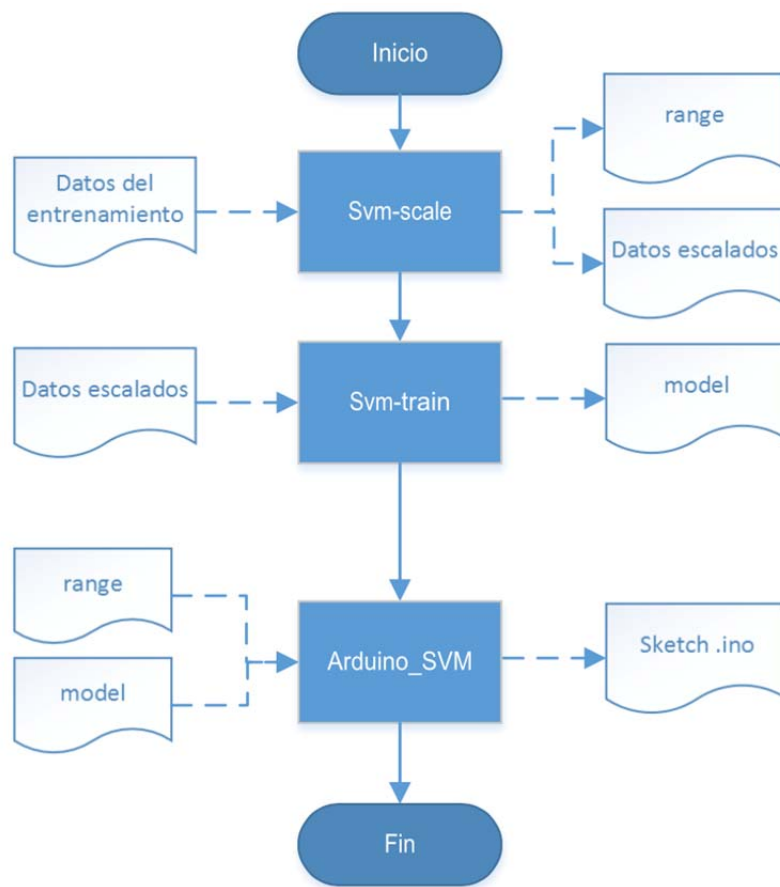 Inicio
range
Datos del
entrenamiento
Svm-scale
Datos escalados
Datos escalados
Svm-train
model
range
model
Arduino_SVM
Sketch .ino
Fin